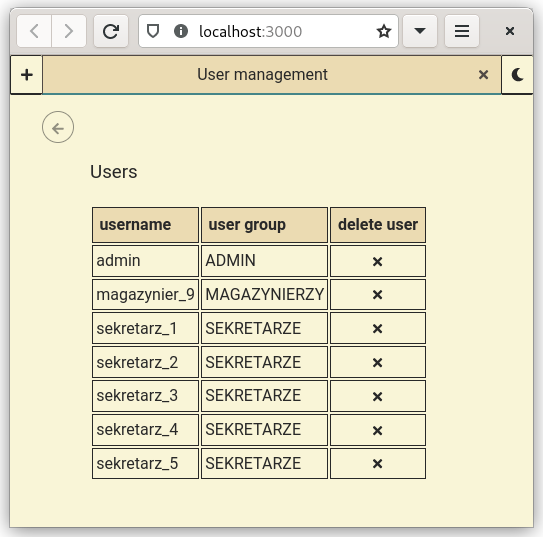 localhost:3000
User management
Users
username user group delete user
admin ADMIN
magazynier_9 MAGAZYNIERZY
sekretarz_1 SEKRETARZE
sekretarz_2 SEKRETARZE
sekretarz_3 SEKRETARZE
sekretarz_4 SEKRETARZE
sekretarz_5 SEKRETARZE